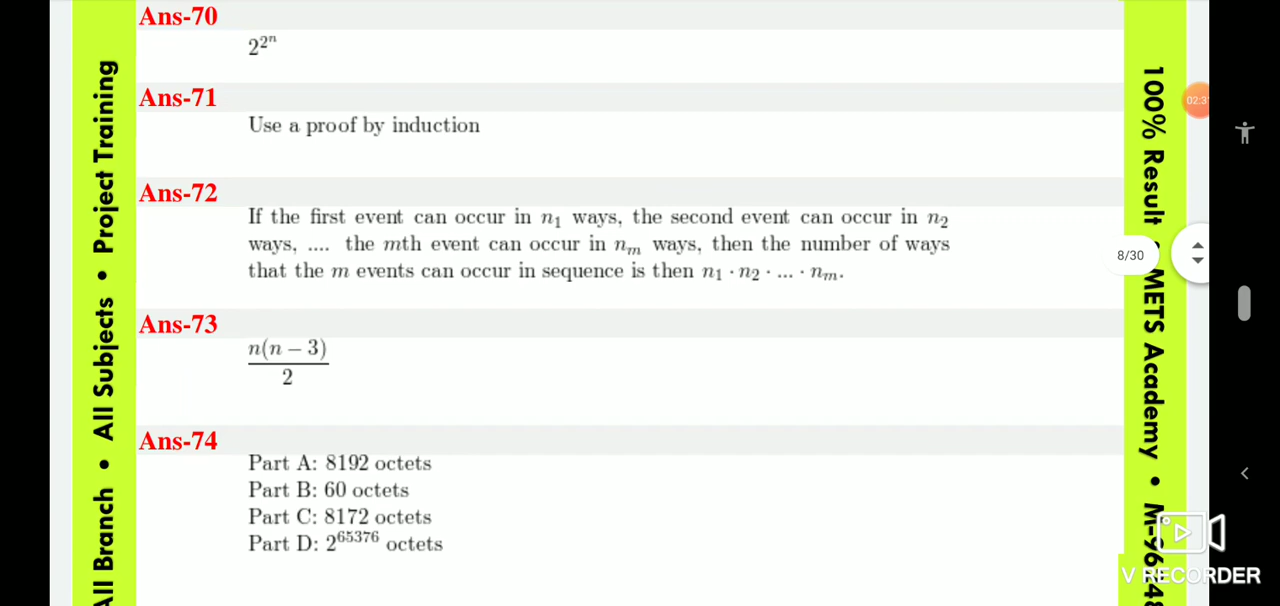 Ans-70
2^{2^n}
Ans-71
Use a proof by induction
Ans-72
If the first event can occur in n₁ ways, the second event can occur in n₂
ways, .... the mth event can occur in nₘ ways, then the number of ways
that the m events can occur in sequence is then n₁ · n₂ · ... · nₘ.
Ans-73
n(n − 3)
2
Ans-74
Part A: 8192 octets
Part B: 60 octets
Part C: 8172 octets
Part D: 2^{65376} octets
All Branch • All Subjects • Project Training
100% Result • METS Academy •
8/30
V RECORDER